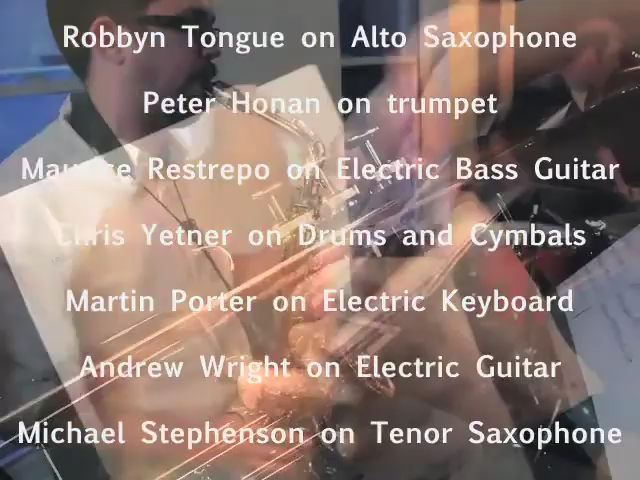 Robbyn Tongue on Alto Saxophone
Peter Honan on trumpet
Maurice Restrepo on Electric Bass Guitar
Chris Yetner on Drums and Cymbals
Martin Porter on Electric Keyboard
Andrew Wright on Electric Guitar
Michael Stephenson on Tenor Saxophone